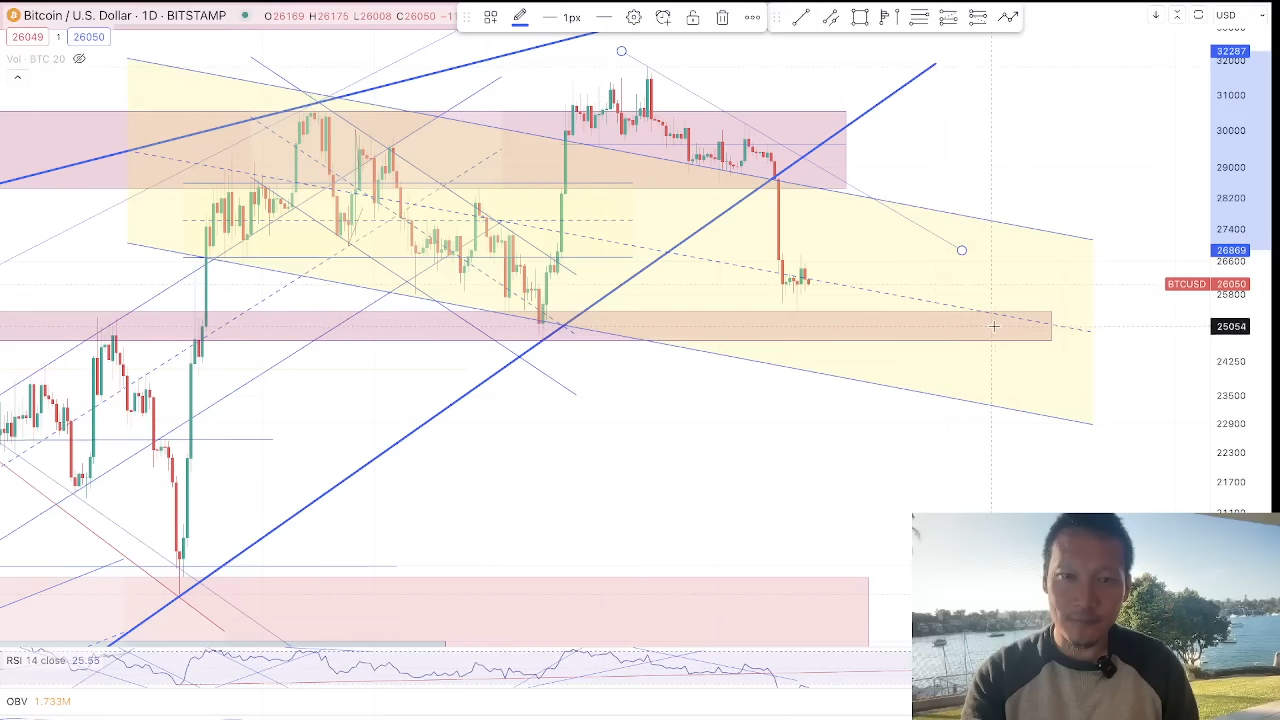 Bitcoin / U.S. Dollar · 1D · BITSTAMP
O26169 H26175 L26008 C26050
1px
USD
26049 1 26050
Vol · BTC 20
32287
32000
31000
30000
29000
28200
27400
26869
26600
BTCUSD 26050
25800
25054
24250
23500
22900
22300
21700
RSI 14 close 25.55
OBV 1.733M